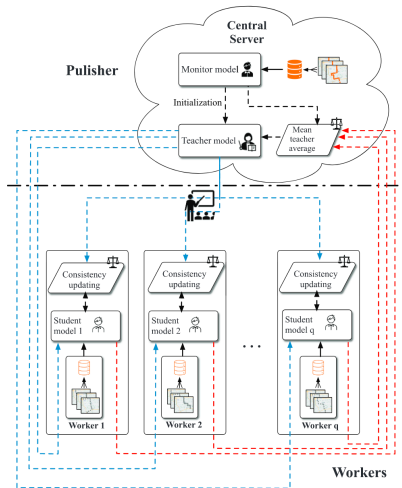 Central
Server
Pulisher
Monitor model
Initialization
Teacher model
Mean
teacher
average
Consistency
updating
Consistency
updating
Consistency
updating
Student
model 1
Student
model 2
Student
model q
...
Worker 1
Worker 2
Worker q
Workers